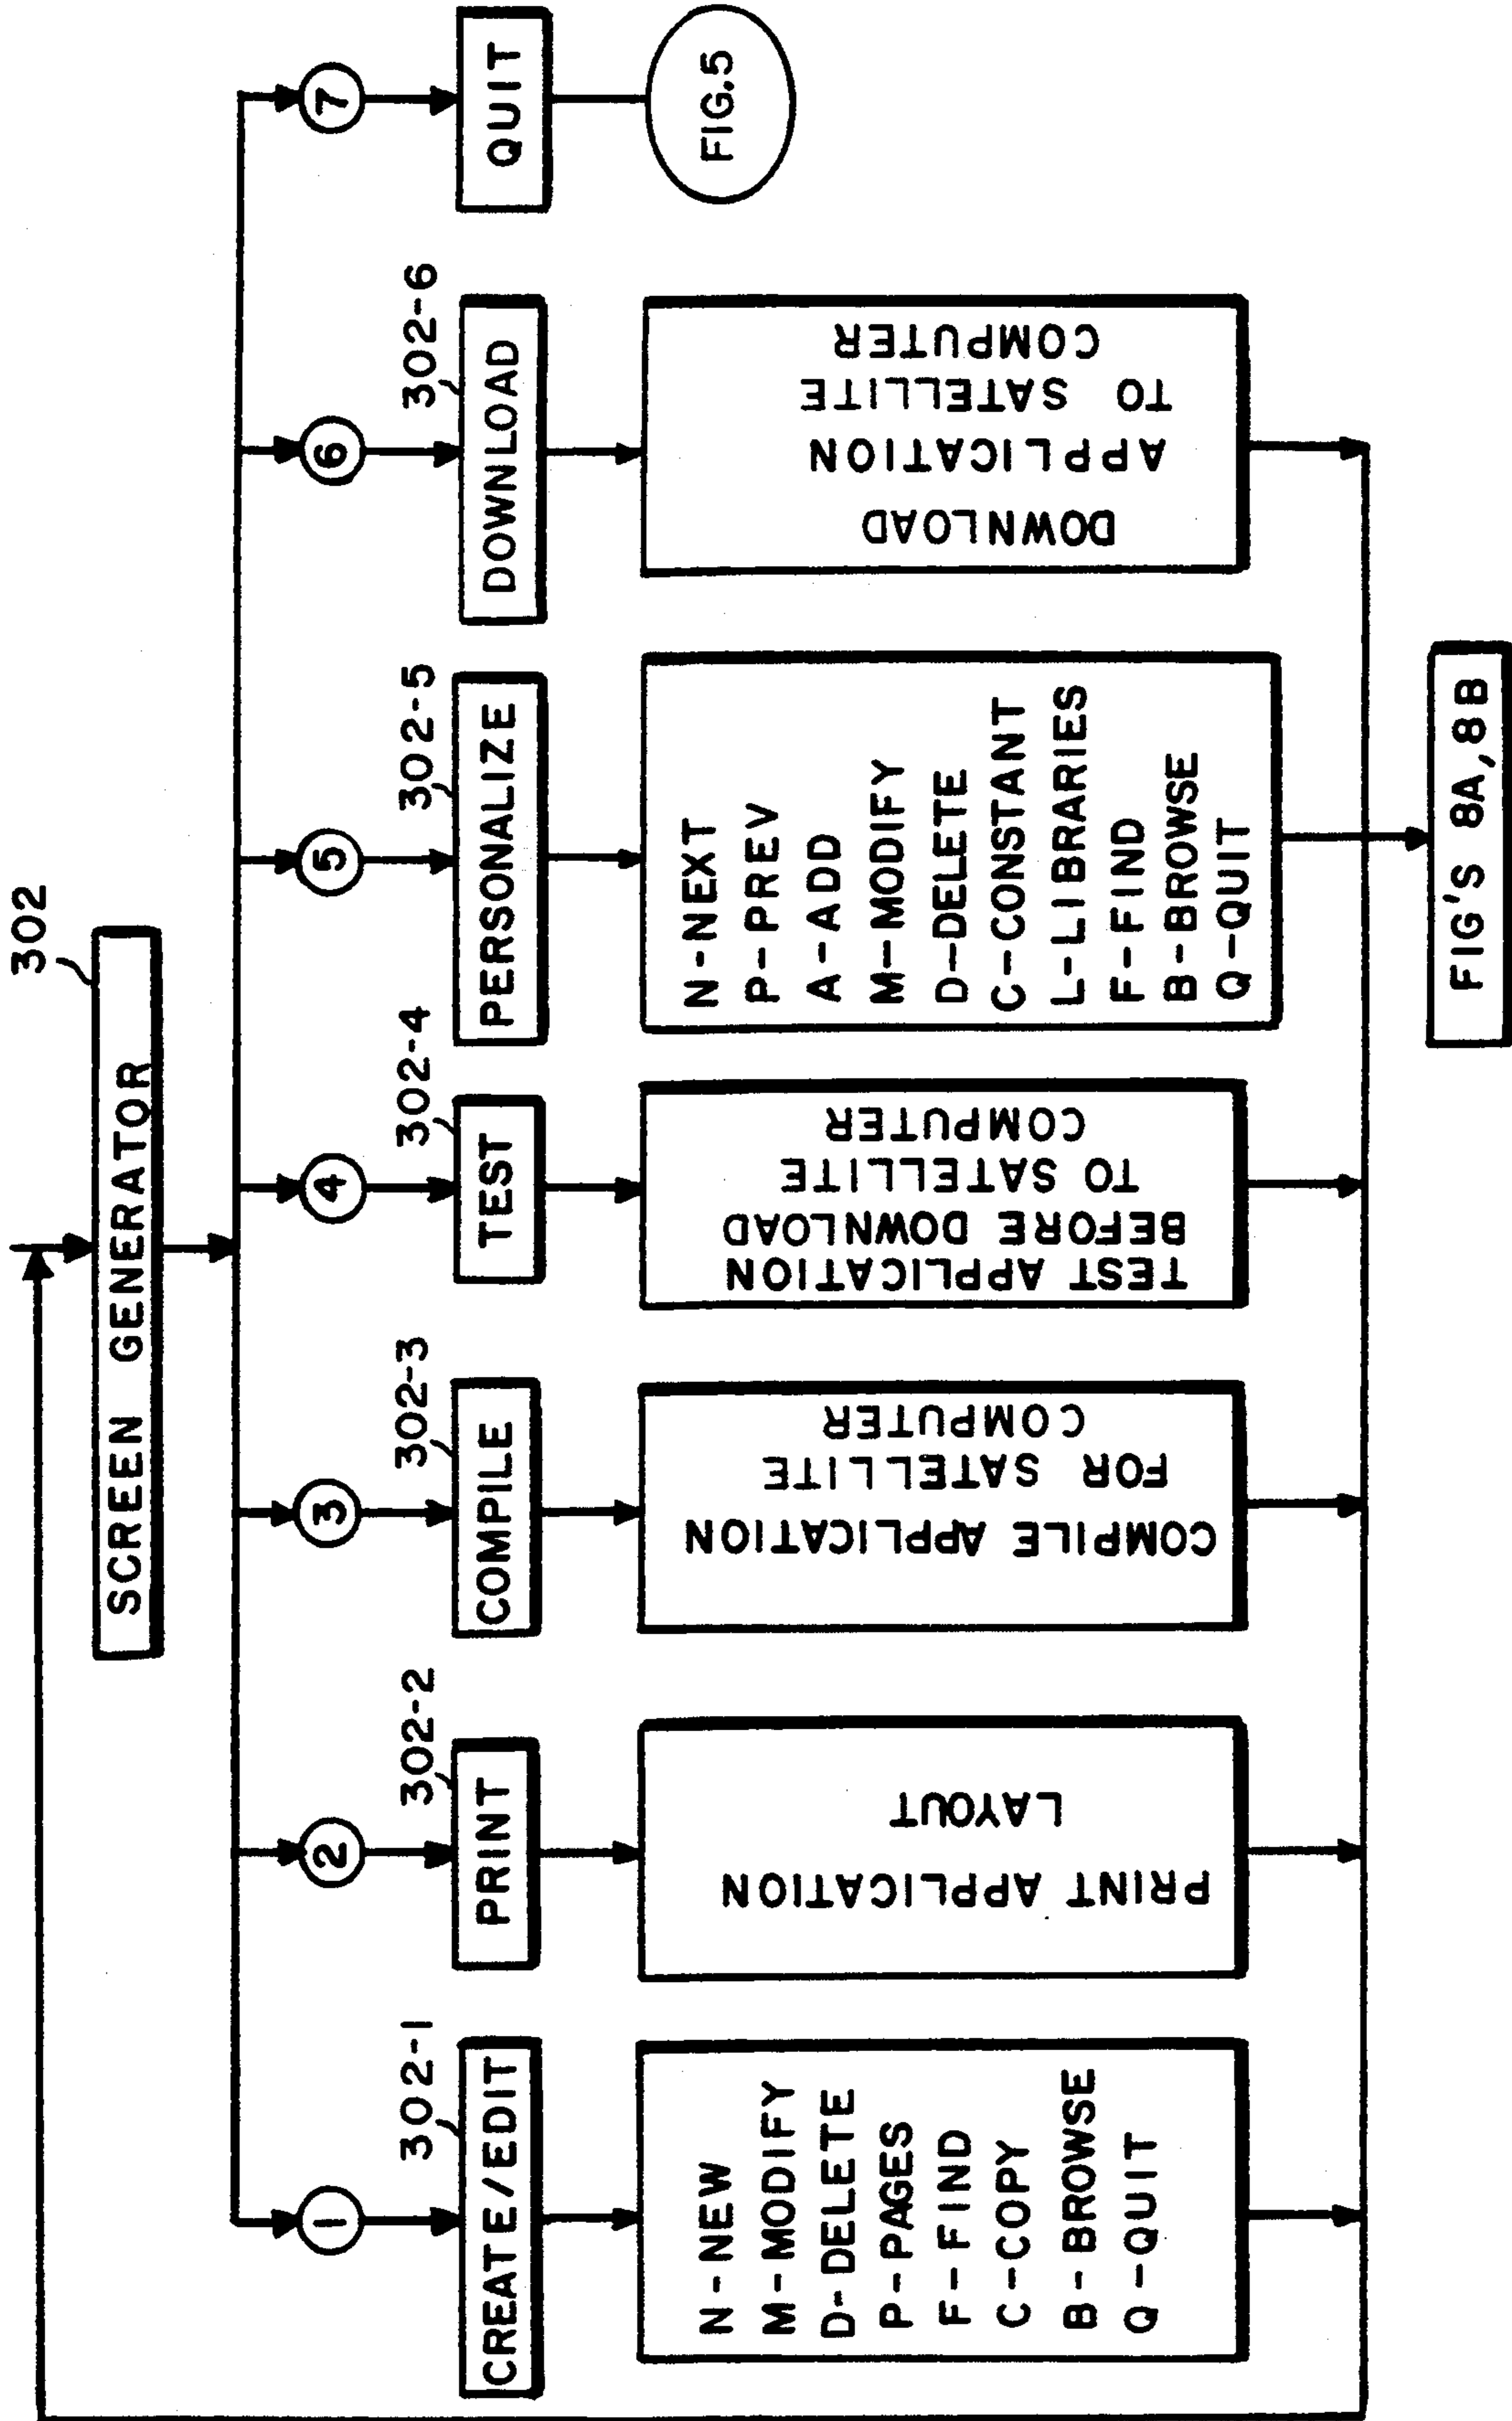 302
SCREEN GENERATOR
1
2
3
4
5
6
7
302-1
302-2
302-3
302-4
302-5
302-6
CREATE/EDIT
PRINT
COMPILE
TEST
PERSONALIZE
DOWNLOAD
QUIT
N-NEW
M-MODIFY
D-DELETE
P-PAGES
F-FIND
C-COPY
B-BROWSE
Q-QUIT
PRINT APPLICATION
LAYOUT
COMPILE APPLICATION
FOR SATELLITE
COMPUTER
TEST APPLICATION
BEFORE DOWNLOAD
TO SATELLITE
COMPUTER
N-NEXT
P-PREV
A-ADD
M-MODIFY
D-DELETE
C-CONSTANT
L-LIBRARIES
F-FIND
B-BROWSE
Q-QUIT
DOWNLOAD
APPLICATION
TO SATELLITE
COMPUTER
FIG.5
FIG'S 8A,8B